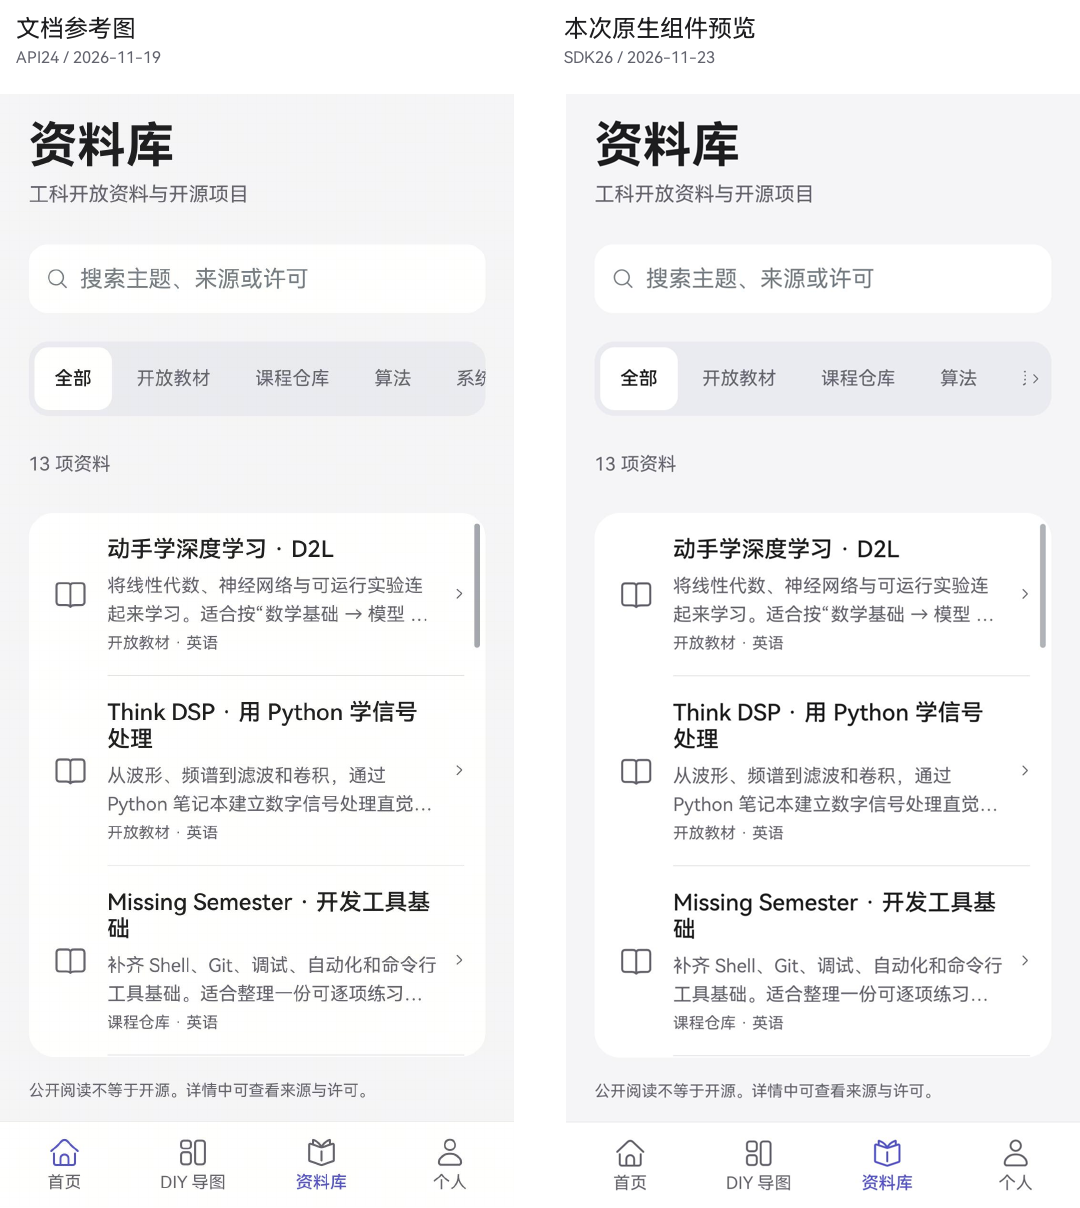 文档参考图
API24 / 2026-11-19
资料库
工科开放资料与开源项目
搜索主题、来源或许可
全部 开放教材 课程仓库 算法 系统
13 项资料
动手学深度学习 · D2L
将线性代数、神经网络与可运行实验连
起来学习。适合按“数学基础 → 模型 …
开放教材 · 英语
Think DSP · 用 Python 学信号
处理
从波形、频谱到滤波和卷积，通过
Python 笔记本建立数字信号处理直觉…
开放教材 · 英语
Missing Semester · 开发工具基
础
补齐 Shell、Git、调试、自动化和命令行
工具基础。适合整理一份可逐项练习…
课程仓库 · 英语
公开阅读不等于开源。详情中可查看来源与许可。
首页 DIY 导图 资料库 个人
本次原生组件预览
SDK26 / 2026-11-23
资料库
工科开放资料与开源项目
搜索主题、来源或许可
全部 开放教材 课程仓库 算法
13 项资料
动手学深度学习 · D2L
将线性代数、神经网络与可运行实验连
起来学习。适合按“数学基础 → 模型 …
开放教材 · 英语
Think DSP · 用 Python 学信号
处理
从波形、频谱到滤波和卷积，通过
Python 笔记本建立数字信号处理直觉…
开放教材 · 英语
Missing Semester · 开发工具基
础
补齐 Shell、Git、调试、自动化和命令行
工具基础。适合整理一份可逐项练习…
课程仓库 · 英语
公开阅读不等于开源。详情中可查看来源与许可。
首页 DIY 导图 资料库 个人